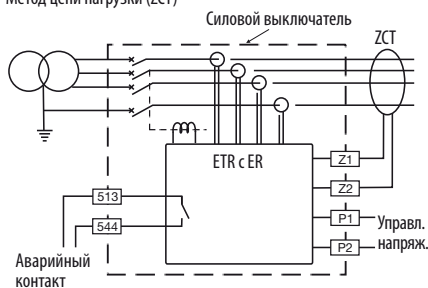 Метод цепи нагрузки (ZCT)
Силовой выключатель
ZCT
ETR с ER
Z1
Z2
513
P1
Управл.
544
P2
напряж.
Аварийный
контакт